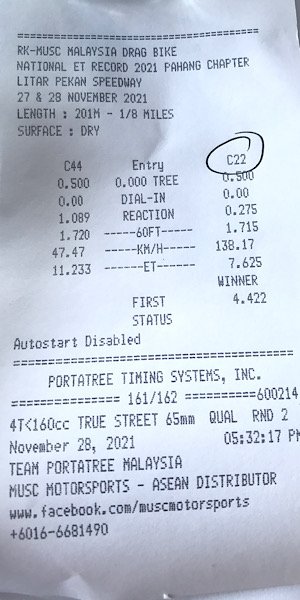 ==========================================
RK-MUSC MALAYSIA DRAG BIKE
NATIONAL ET RECORD 2021 PAHANG CHAPTER
LITAR PEKAN SPEEDWAY
27 & 28 NOVEMBER 2021
LENGTH : 201M - 1/8 MILES
SURFACE : DRY
C44 Entry C22
0.500 0.000 TREE 0.500
0.00 DIAL-IN 0.00
1.089 REACTION 0.275
1.720 -----60FT----- 1.715
47.47 -----KM/H----- 138.17
11.233 ------ET------ 7.625
WINNER
FIRST 4.422
STATUS
Autostart Disabled
==========================================
PORTATREE TIMING SYSTEMS, INC.
=============== 161/162 ==========600214
4T<160cc TRUE STREET 65mm QUAL RND 2
November 28, 2021 05:32:17 PM
TEAM PORTATREE MALAYSIA
MUSC MOTORSPORTS - ASEAN DISTRIBUTOR
www.facebook.com/muscmotorsports
+6016-6681490